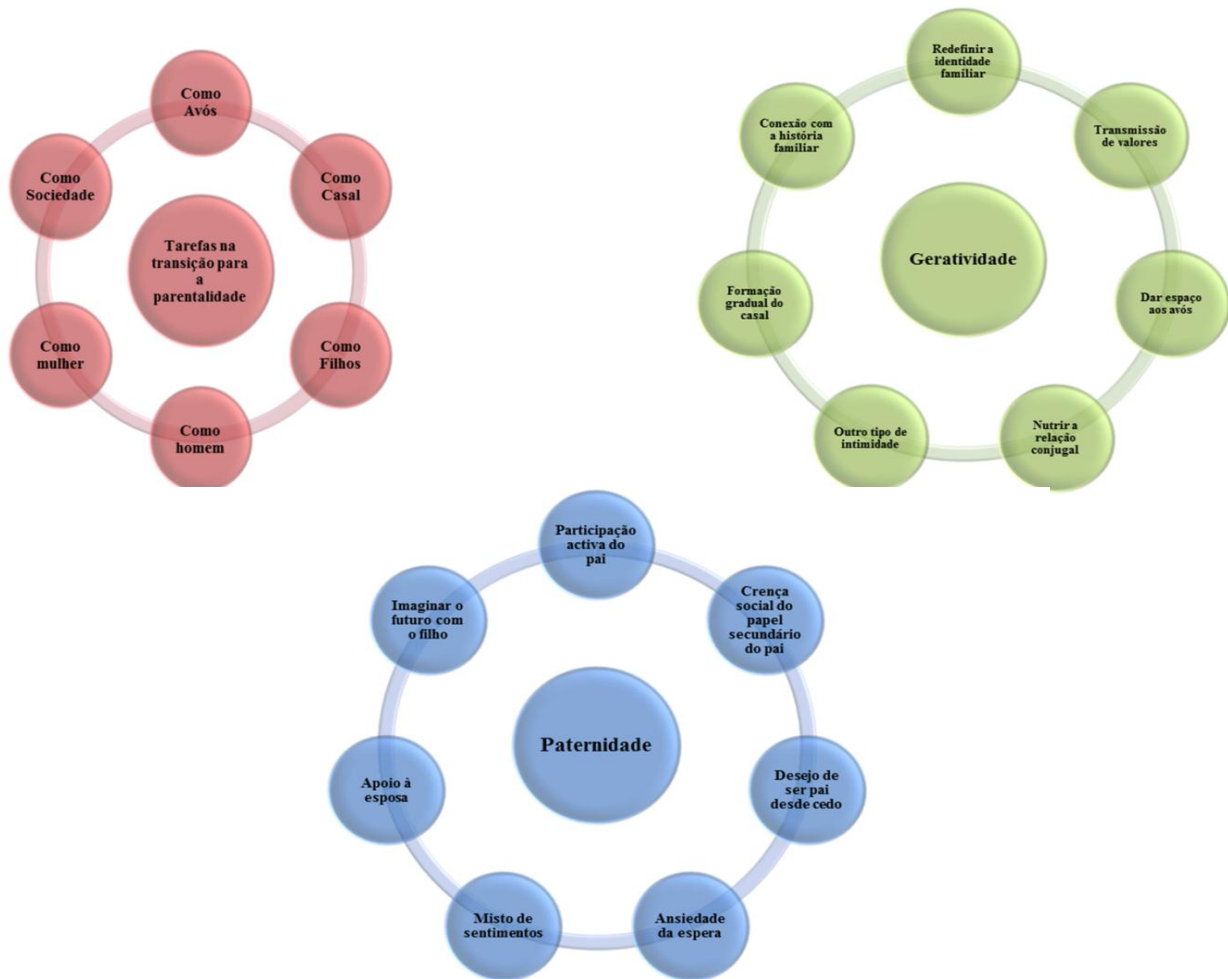 Como
Avós
Como
Casal
Como
Filhos
Como
homem
Como
mulher
Como
Sociedade
Tarefas na
transição para
a
parentalidade
Redefinir a
identidade
famíliar
Transmissão
de valores
Dar espaço
aos avós
Nutrir a
relação
conjugal
Outro tipo de
intimidade
Formação
gradual do
casal
Conexão com
a história
famíliar
Geratividade
Participação
activa do
pai
Crença
social do
papel
secundário
do pai
Desejo de
ser pai
desde cedo
Ansiedade
da espera
Misto de
sentimentos
Apoio à
esposa
Imaginar o
futuro com
o filho
Paternidade